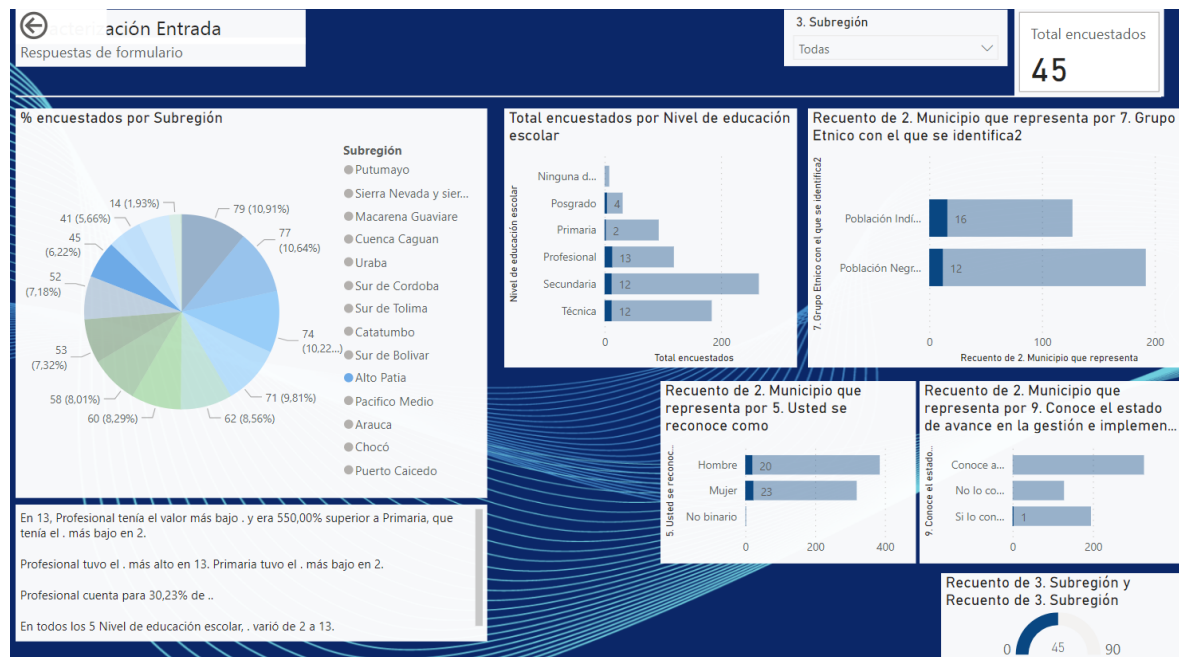 acterización Entrada
Respuestas de formulario
3. Subregión
Todas
Total encuestados
45
% encuestados por Subregión
14 (1,93%)
41 (5,66%)
45
(6,22%)
52
(7,18%)
53
(7,32%)
58 (8,01%)
60 (8,29%)
62 (8,56%)
71 (9,81%)
74
(10,22...)
77
(10,64%)
79 (10,91%)
Subregión
Putumayo
Sierra Nevada y sier...
Macarena Guaviare
Cuenca Caguan
Uraba
Sur de Cordoba
Sur de Tolima
Catatumbo
Sur de Bolivar
Alto Patia
Pacifico Medio
Arauca
Chocó
Puerto Caicedo
Total encuestados por Nivel de educación
escolar
Nivel de educación escolar
Ninguna d...
Posgrado
4
Primaria
2
Profesional
13
Secundaria
12
Técnica
12
0
200
Total encuestados
Recuento de 2. Municipio que representa por 7. Grupo
Etnico con el que se identifica2
7. Grupo Etnico con el que se identifica2
Población Indí...
16
Población Negr...
12
0
100
200
Recuento de 2. Municipio que representa
Recuento de 2. Municipio que
representa por 5. Usted se
reconoce como
5. Usted se reconoc...
Hombre
20
Mujer
23
No binario
0
200
400
Recuento de 2. Municipio que
representa por 9. Conoce el estado
de avance en la gestión e implemen...
9. Conoce el estado...
Conoce a...
No lo co...
Si lo con...
1
0
200
En 13, Profesional tenía el valor más bajo . y era 550,00% superior a Primaria, que
tenía el . más bajo en 2.
Profesional tuvo el . más alto en 13. Primaria tuvo el . más bajo en 2.
Profesional cuenta para 30,23% de ..
En todos los 5 Nivel de educación escolar, . varió de 2 a 13.
Recuento de 3. Subregión y
Recuento de 3. Subregión
0
45
90